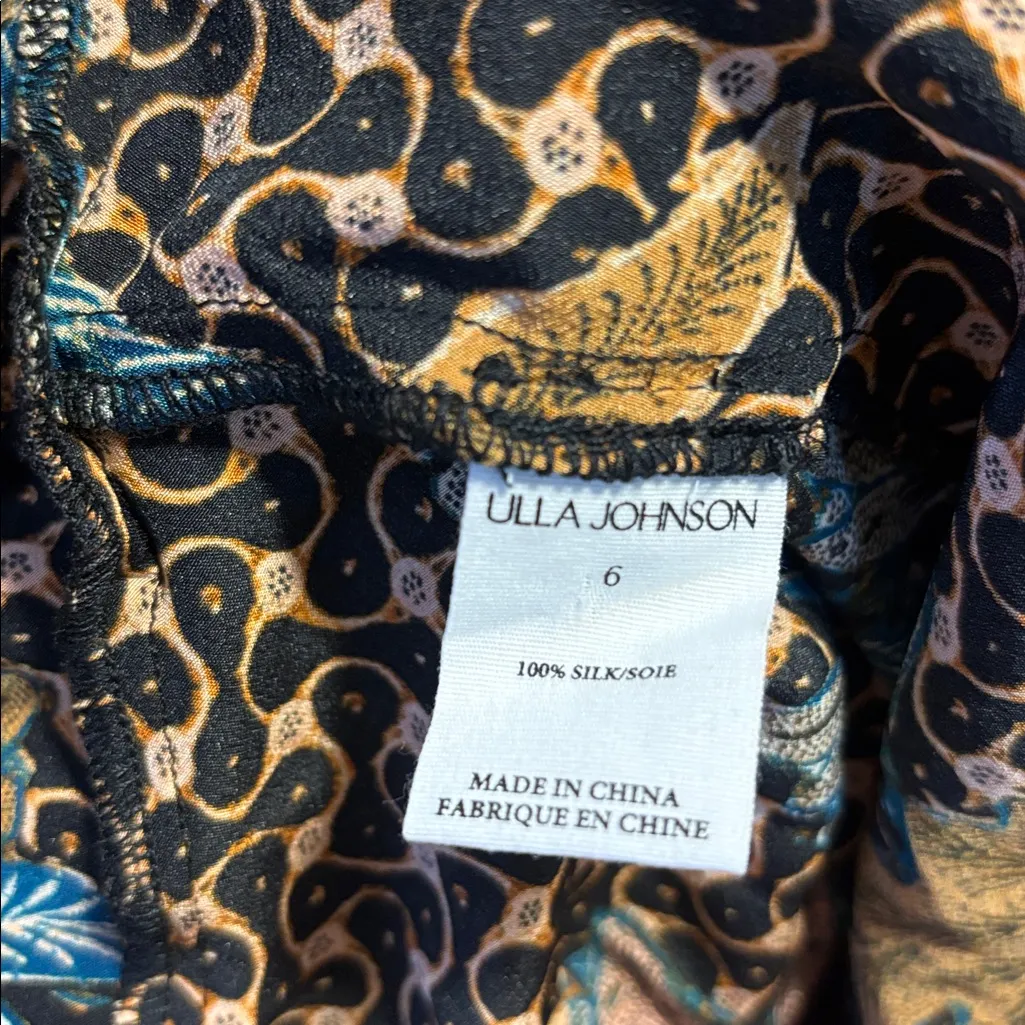 ULLA JOHNSON
6
100% SILK/SOIE
MADE IN CHINA
FABRIQUE EN CHINE